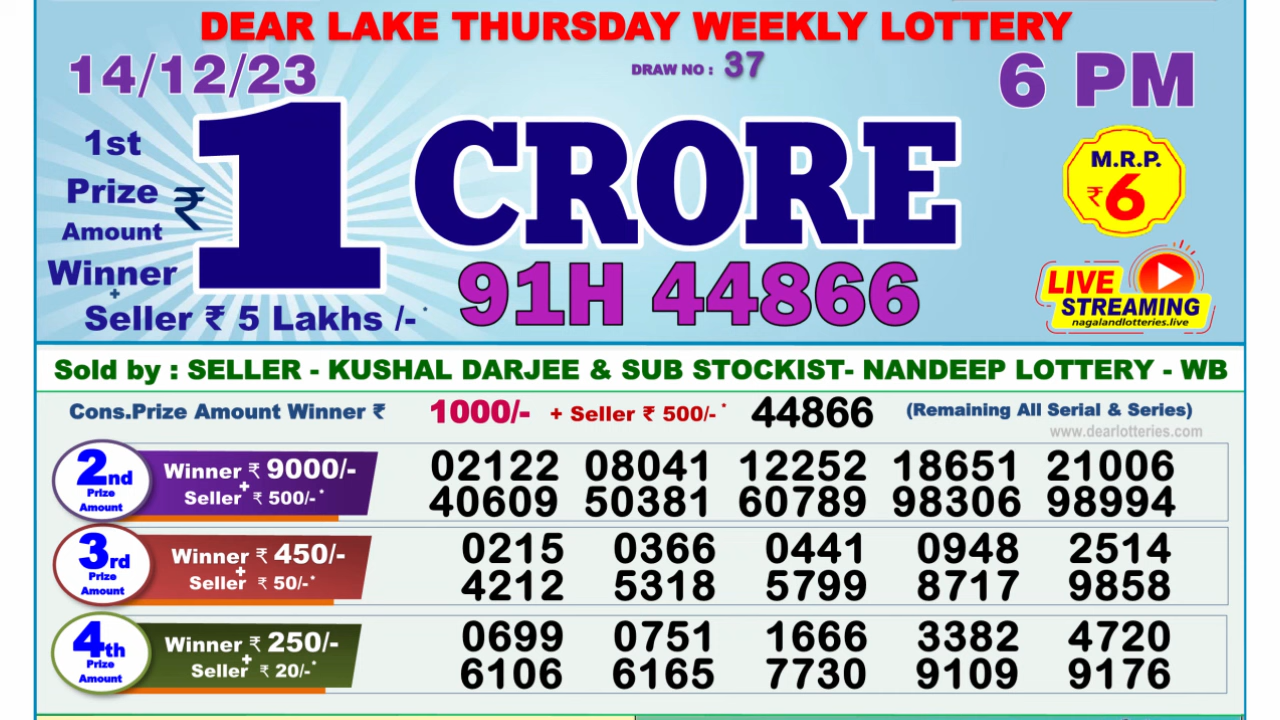 DEAR LAKE THURSDAY WEEKLY LOTTERY
14/12/23
DRAW NO : 37
6 PM
1st
Prize
Amount
Winner
+
Seller ₹ 5 Lakhs /-*
₹ 1 CRORE
91H 44866
M.R.P.
₹6
LIVE
STREAMING
nagalandlotteries.live
Sold by : SELLER - KUSHAL DARJEE & SUB STOCKIST- NANDEEP LOTTERY - WB
Cons.Prize Amount Winner ₹ 1000/- + Seller ₹ 500/-* 44866 (Remaining All Serial & Series)
www.dearlotteries.com
2nd
Prize
Amount
Winner ₹ 9000/-
+
Seller ₹ 500/-*
02122 08041 12252 18651 21006
40609 50381 60789 98306 98994
3rd
Prize
Amount
Winner ₹ 450/-
+
Seller ₹ 50/-*
0215 0366 0441 0948 2514
4212 5318 5799 8717 9858
4th
Prize
Amount
Winner ₹ 250/-
+
Seller ₹ 20/-*
0699 0751 1666 3382 4720
6106 6165 7730 9109 9176